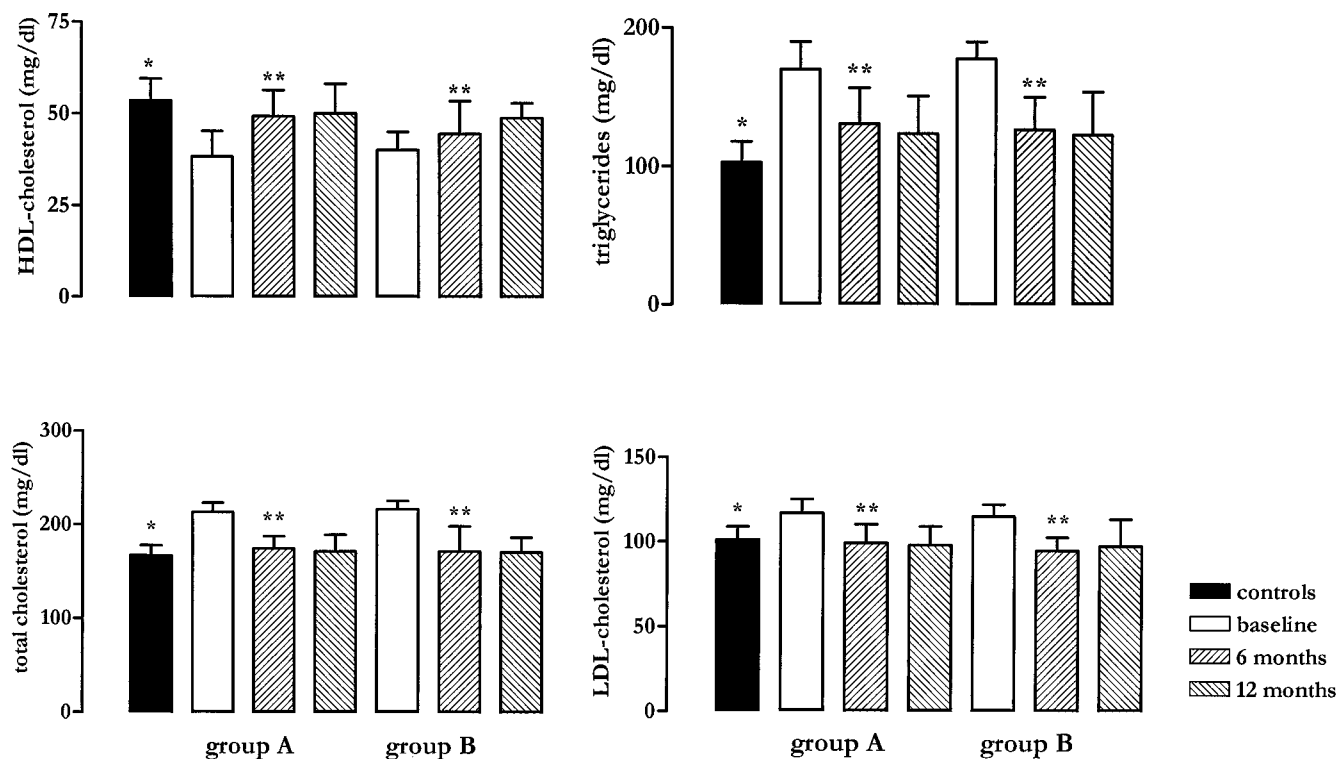 HDL-cholesterol (mg/dl)
75
50
25
0
*
**
**
triglycerides (mg/dl)
200
100
0
*
**
**
total cholesterol (mg/dl)
300
200
100
0
*
**
**
group A
group B
LDL-cholesterol (mg/dl)
150
100
50
0
*
**
**
group A
group B
controls
baseline
6 months
12 months